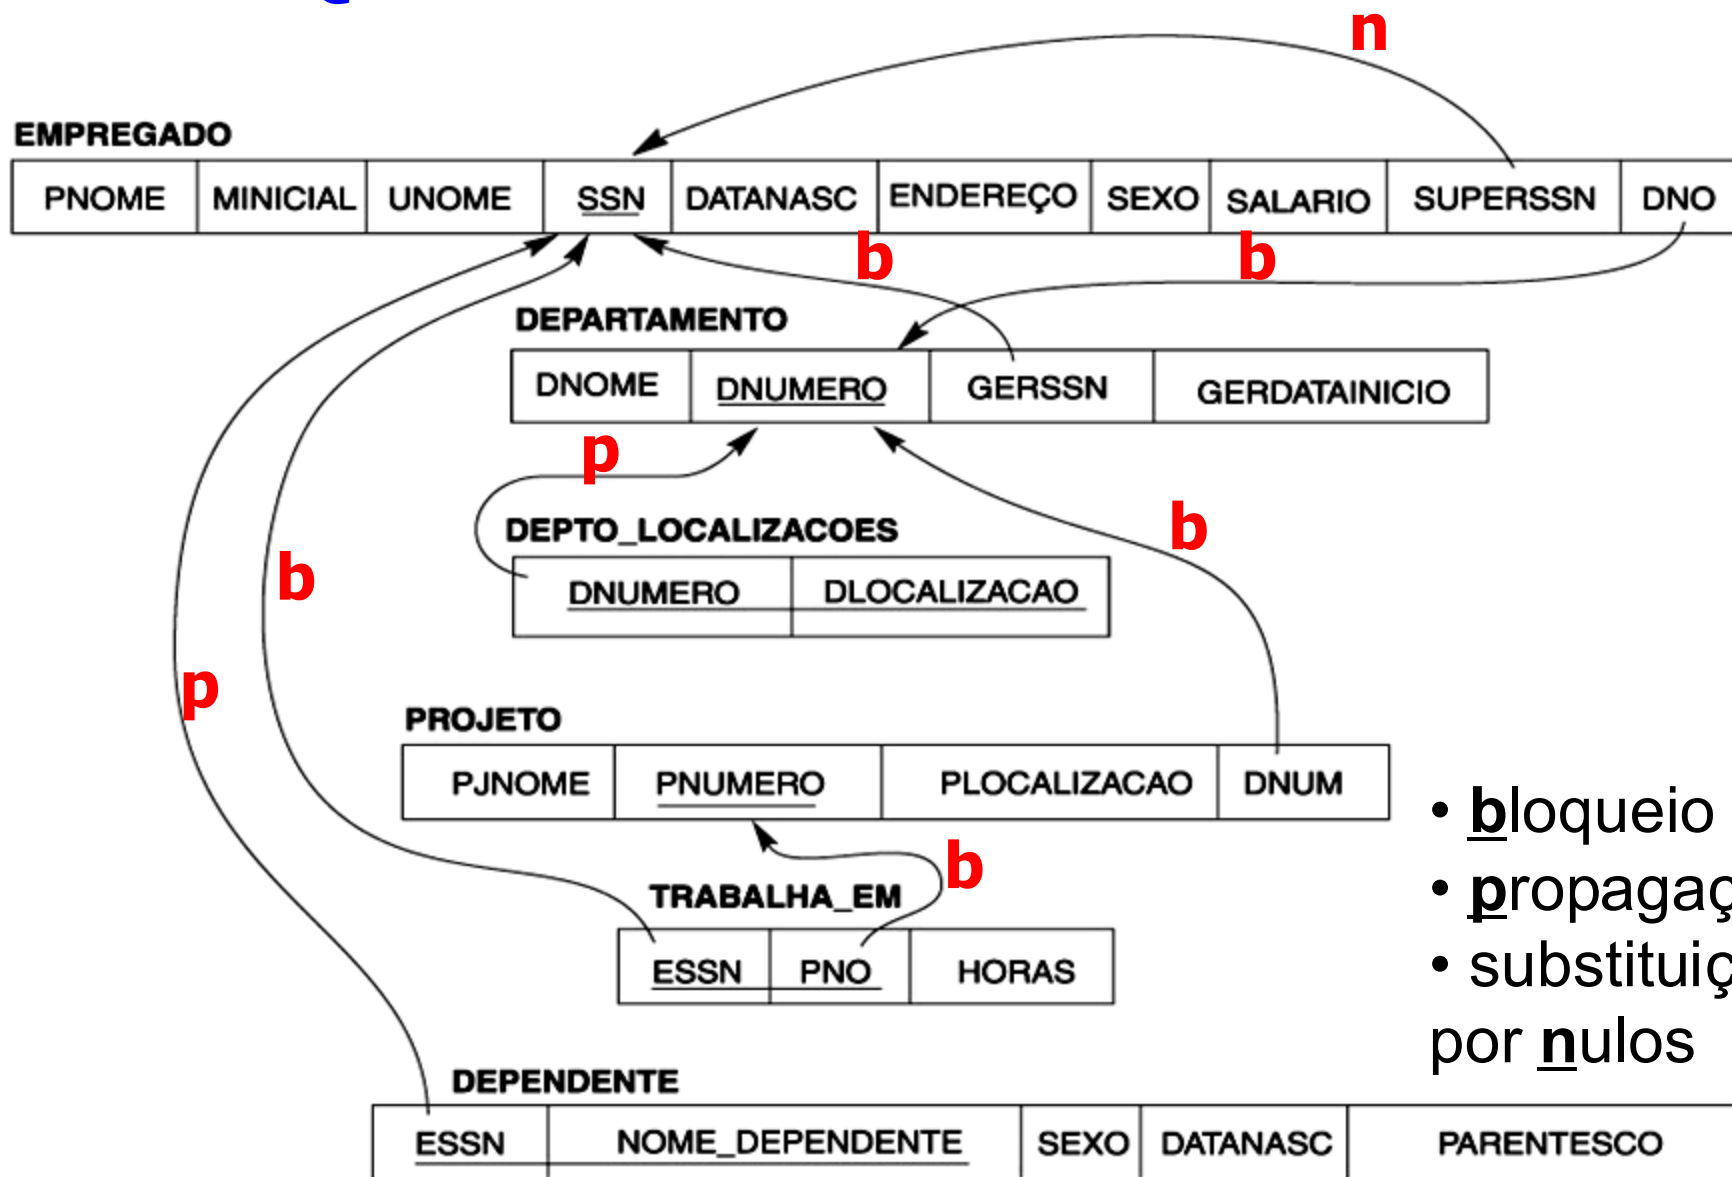 n
EMPREGADO
PNOME MINICIAL UNOME SSN DATANASC ENDEREÇO SEXO SALARIO SUPERSSN DNO
b b
DEPARTAMENTO
DNOME DNUMERO GERSSN GERDATAINICIO
p
DEPTO_LOCALIZACOES
b
b
DNUMERO DLOCALIZACAO
p
PROJETO
PJNOME PNUMERO PLOCALIZACAO DNUM
• bloqueio
b
TRABALHA_EM
• propagaç
ESSN PNO HORAS
• substituiç
por nulos
DEPENDENTE
ESSN NOME_DEPENDENTE SEXO DATANASC PARENTESCO